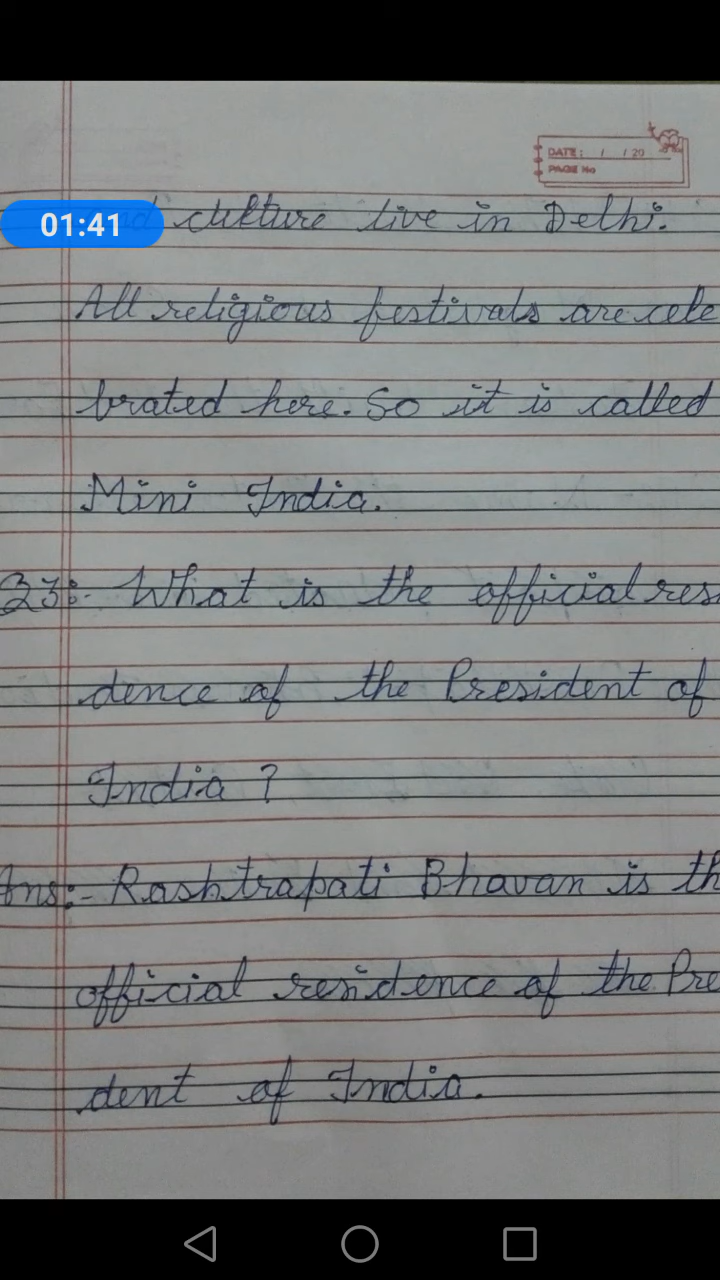 DATE: / / 20
PAGE No
01:41
culture live in Delhi.
All religious festivals are cele
brated here. So it is called
Mini India.
Q3:- What is the official resi
dence of the President of
India ?
Ans:- Rashtrapati Bhavan is th
official residence of the Pre
dent of India.